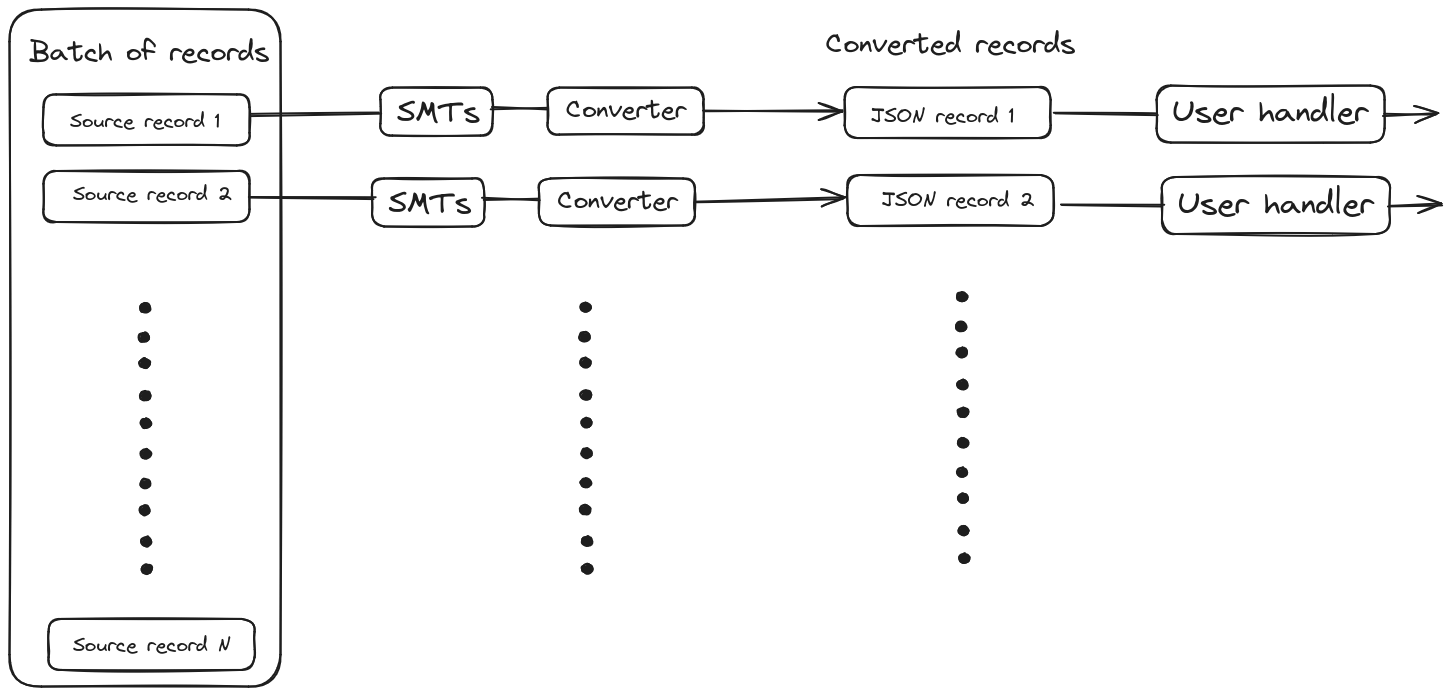 Batch of records
Converted records
Source record 1
SMTs
Converter
JSON record 1
User handler
Source record 2
SMTs
Converter
JSON record 2
User handler
Source record N